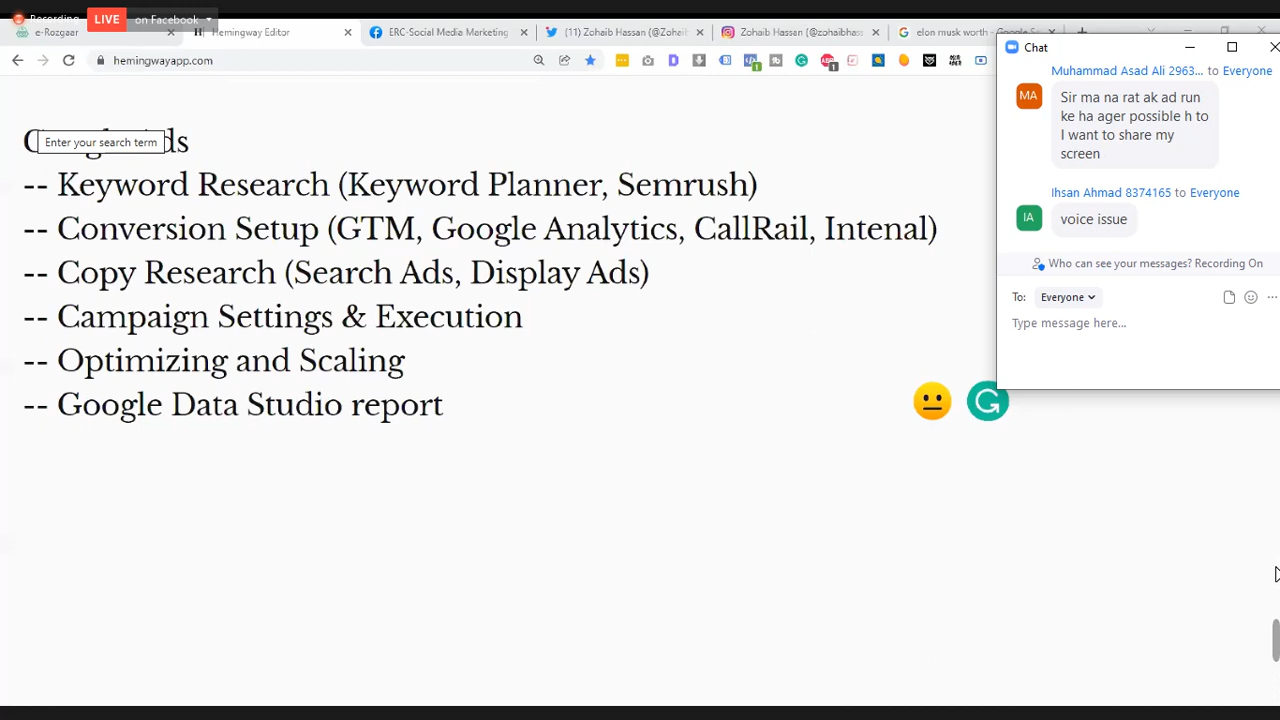 Recording
LIVE on Facebook
e-Rozgaar
Hemingway Editor
ERC-Social Media Marketing
(11) Zohaib Hassan (@Zohai
Zohaib Hassan (@zohaibhas
elon musk worth - Google Se
hemingwayapp.com
Enter your search term
ds
-- Keyword Research (Keyword Planner, Semrush)
-- Conversion Setup (GTM, Google Analytics, CallRail, Intenal)
-- Copy Research (Search Ads, Display Ads)
-- Campaign Settings & Execution
-- Optimizing and Scaling
-- Google Data Studio report
Chat
Muhammad Asad Ali 2963... to Everyone
MA
Sir ma na rat ak ad run
ke ha ager possible h to
I want to share my
screen
Ihsan Ahmad 8374165 to Everyone
IA
voice issue
Who can see your messages? Recording On
To: Everyone
Type message here...